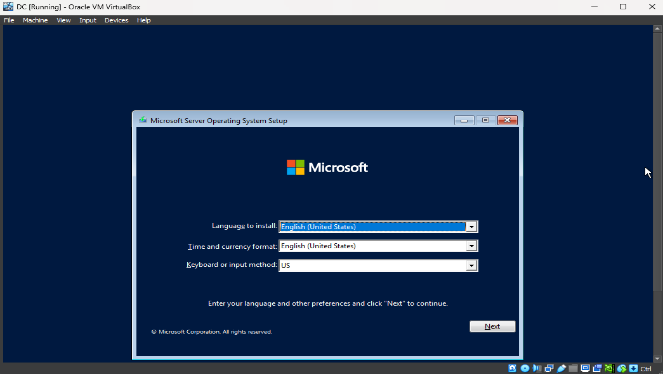 DC [Running] - Oracle VM VirtualBox
File Machine View Input Devices Help
Microsoft Server Operating System Setup
Microsoft
Language to install: English (United States)
Time and currency format: English (United States)
Keyboard or input method: US
Enter your language and other preferences and click "Next" to continue.
© Microsoft Corporation. All rights reserved.
Next
Ctrl